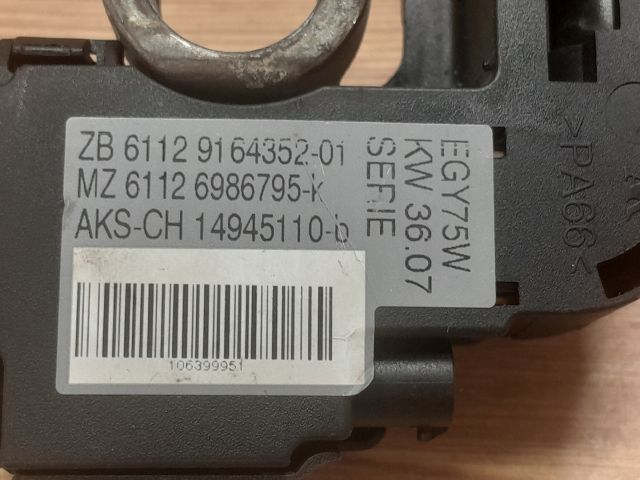 ZB 6112 9164352-01
MZ 6112 6986795-k
AKS-CH 14945110-b
106399951
EGY75W
KW 36.07
SERIE
>PA66<